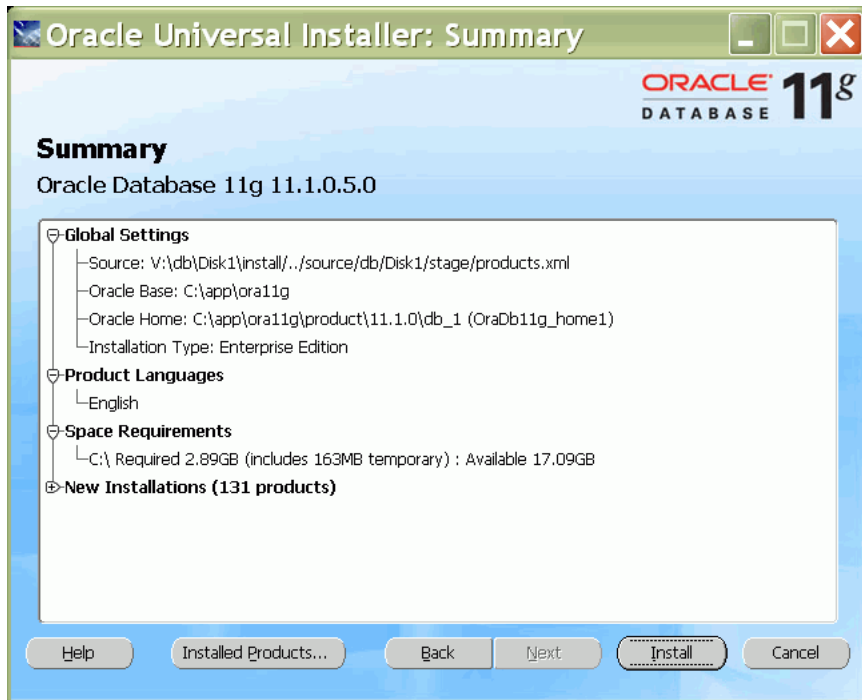 Oracle Universal Installer: Summary
ORACLE 11g
DATABASE
Summary
Oracle Database 11g 11.1.0.5.0
Global Settings
Source: V:\db\Disk1\install/../source/db/Disk1/stage/products.xml
Oracle Base: C:\app\ora11g
Oracle Home: C:\app\ora11g\product\11.1.0\db_1 (OraDb11g_home1)
Installation Type: Enterprise Edition
Product Languages
English
Space Requirements
C:\ Required 2.89GB (includes 163MB temporary) : Available 17.09GB
New Installations (131 products)
Help Installed Products... Back Next Install Cancel